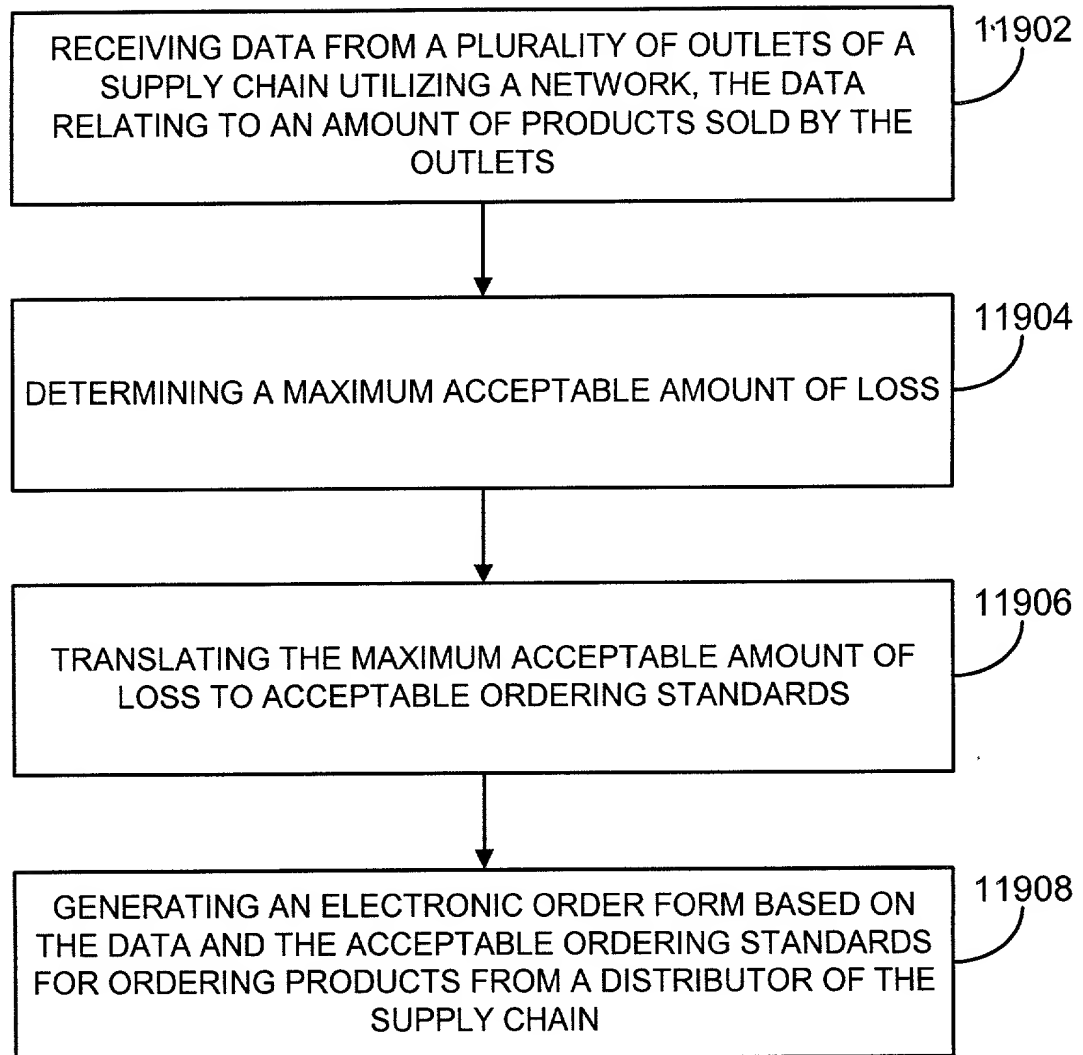 RECEIVING DATA FROM A PLURALITY OF OUTLETS OF A
SUPPLY CHAIN UTILIZING A NETWORK, THE DATA
RELATING TO AN AMOUNT OF PRODUCTS SOLD BY THE
OUTLETS
11902
DETERMINING A MAXIMUM ACCEPTABLE AMOUNT OF LOSS
11904
TRANSLATING THE MAXIMUM ACCEPTABLE AMOUNT OF
LOSS TO ACCEPTABLE ORDERING STANDARDS
11906
GENERATING AN ELECTRONIC ORDER FORM BASED ON
THE DATA AND THE ACCEPTABLE ORDERING STANDARDS
FOR ORDERING PRODUCTS FROM A DISTRIBUTOR OF THE
SUPPLY CHAIN
11908